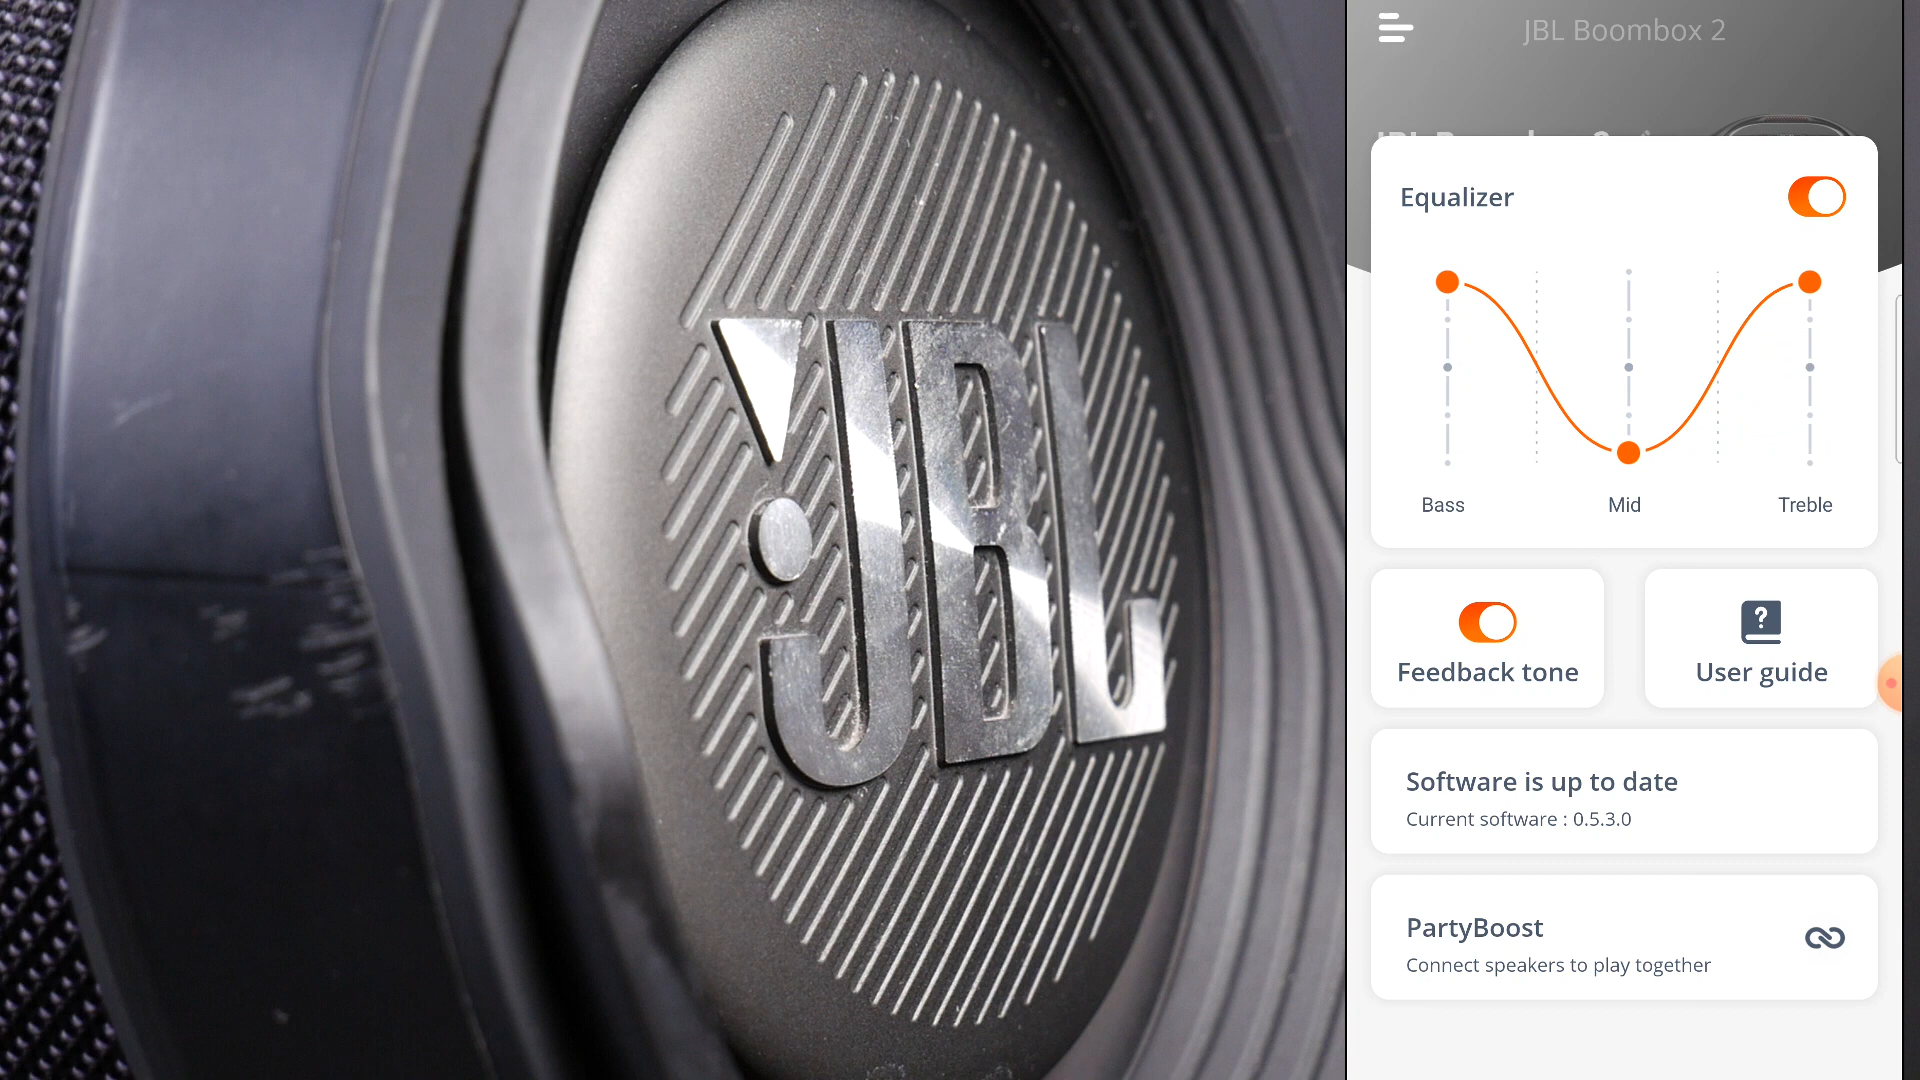 JBL
JBL Boombox 2
Equalizer
Bass Mid Treble
Feedback tone
User guide
Software is up to date
Current software : 0.5.3.0
PartyBoost
Connect speakers to play together